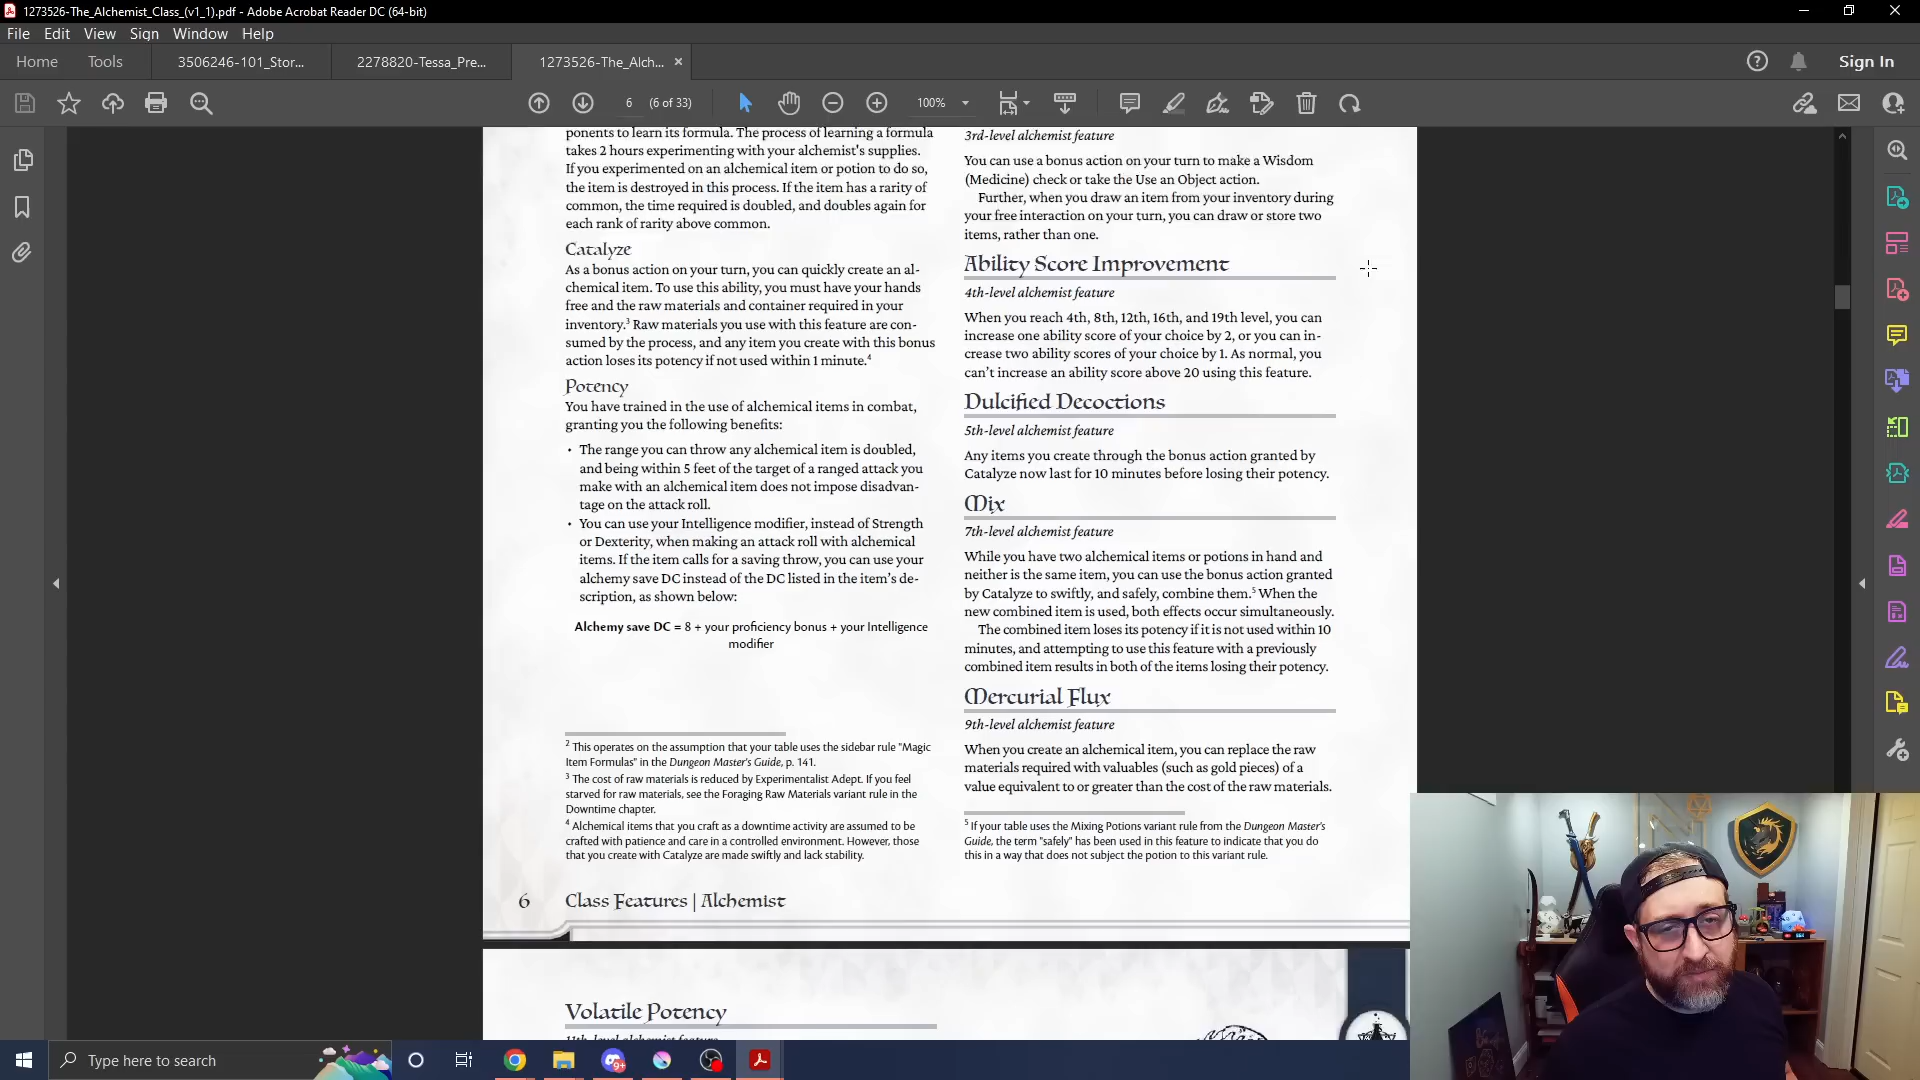 1273526-The_Alchemist_Class_(v1_1).pdf - Adobe Acrobat Reader DC (64-bit)
File Edit View Sign Window Help
Home Tools 3506246-101_Stor... 2278820-Tessa_Pre... 1273526-The_Alch... × Sign In
6 (6 of 33) 100%
ponents to learn its formula. The process of learning a formula
takes 2 hours experimenting with your alchemist's supplies.
If you experimented on an alchemical item or potion to do so,
the item is destroyed in this process. If the item has a rarity of
common, the time required is doubled, and doubles again for
each rank of rarity above common.
Catalyze
As a bonus action on your turn, you can quickly create an al-
chemical item. To use this ability, you must have your hands
free and the raw materials and container required in your
inventory.3 Raw materials you use with this feature are con-
sumed by the process, and any item you create with this bonus
action loses its potency if not used within 1 minute.4
Potency
You have trained in the use of alchemical items in combat,
granting you the following benefits:
• The range you can throw any alchemical item is doubled,
and being within 5 feet of the target of a ranged attack you
make with an alchemical item does not impose disadvan-
tage on the attack roll.
• You can use your Intelligence modifier, instead of Strength
or Dexterity, when making an attack roll with alchemical
items. If the item calls for a saving throw, you can use your
alchemy save DC instead of the DC listed in the item's de-
scription, as shown below:
Alchemy save DC = 8 + your proficiency bonus + your Intelligence
modifier
2 This operates on the assumption that your table uses the sidebar rule "Magic
Item Formulas" in the Dungeon Master's Guide, p. 141.
3 The cost of raw materials is reduced by Experimentalist Adept. If you feel
starved for raw materials, see the Foraging Raw Materials variant rule in the
Downtime chapter.
4 Alchemical items that you craft as a downtime activity are assumed to be
crafted with patience and care in a controlled environment. However, those
that you create with Catalyze are made swiftly and lack stability.
3rd-level alchemist feature
You can use a bonus action on your turn to make a Wisdom
(Medicine) check or take the Use an Object action.
Further, when you draw an item from your inventory during
your free interaction on your turn, you can draw or store two
items, rather than one.
Ability Score Improvement
4th-level alchemist feature
When you reach 4th, 8th, 12th, 16th, and 19th level, you can
increase one ability score of your choice by 2, or you can in-
crease two ability scores of your choice by 1. As normal, you
can't increase an ability score above 20 using this feature.
Dulcified Decoctions
5th-level alchemist feature
Any items you create through the bonus action granted by
Catalyze now last for 10 minutes before losing their potency.
Mix
7th-level alchemist feature
While you have two alchemical items or potions in hand and
neither is the same item, you can use the bonus action granted
by Catalyze to swiftly, and safely, combine them.5 When the
new combined item is used, both effects occur simultaneously.
The combined item loses its potency if it is not used within 10
minutes, and attempting to use this feature with a previously
combined item results in both of the items losing their potency.
Mercurial Flux
9th-level alchemist feature
When you create an alchemical item, you can replace the raw
materials required with valuables (such as gold pieces) of a
value equivalent to or greater than the cost of the raw materials.
5 If your table uses the Mixing Potions variant rule from the Dungeon Master's
Guide, the term "safely" has been used in this feature to indicate that you do
this in a way that does not subject the potion to this variant rule.
6 Class Features | Alchemist
Volatile Potency
11th-level alchemist feature
Type here to search
9+